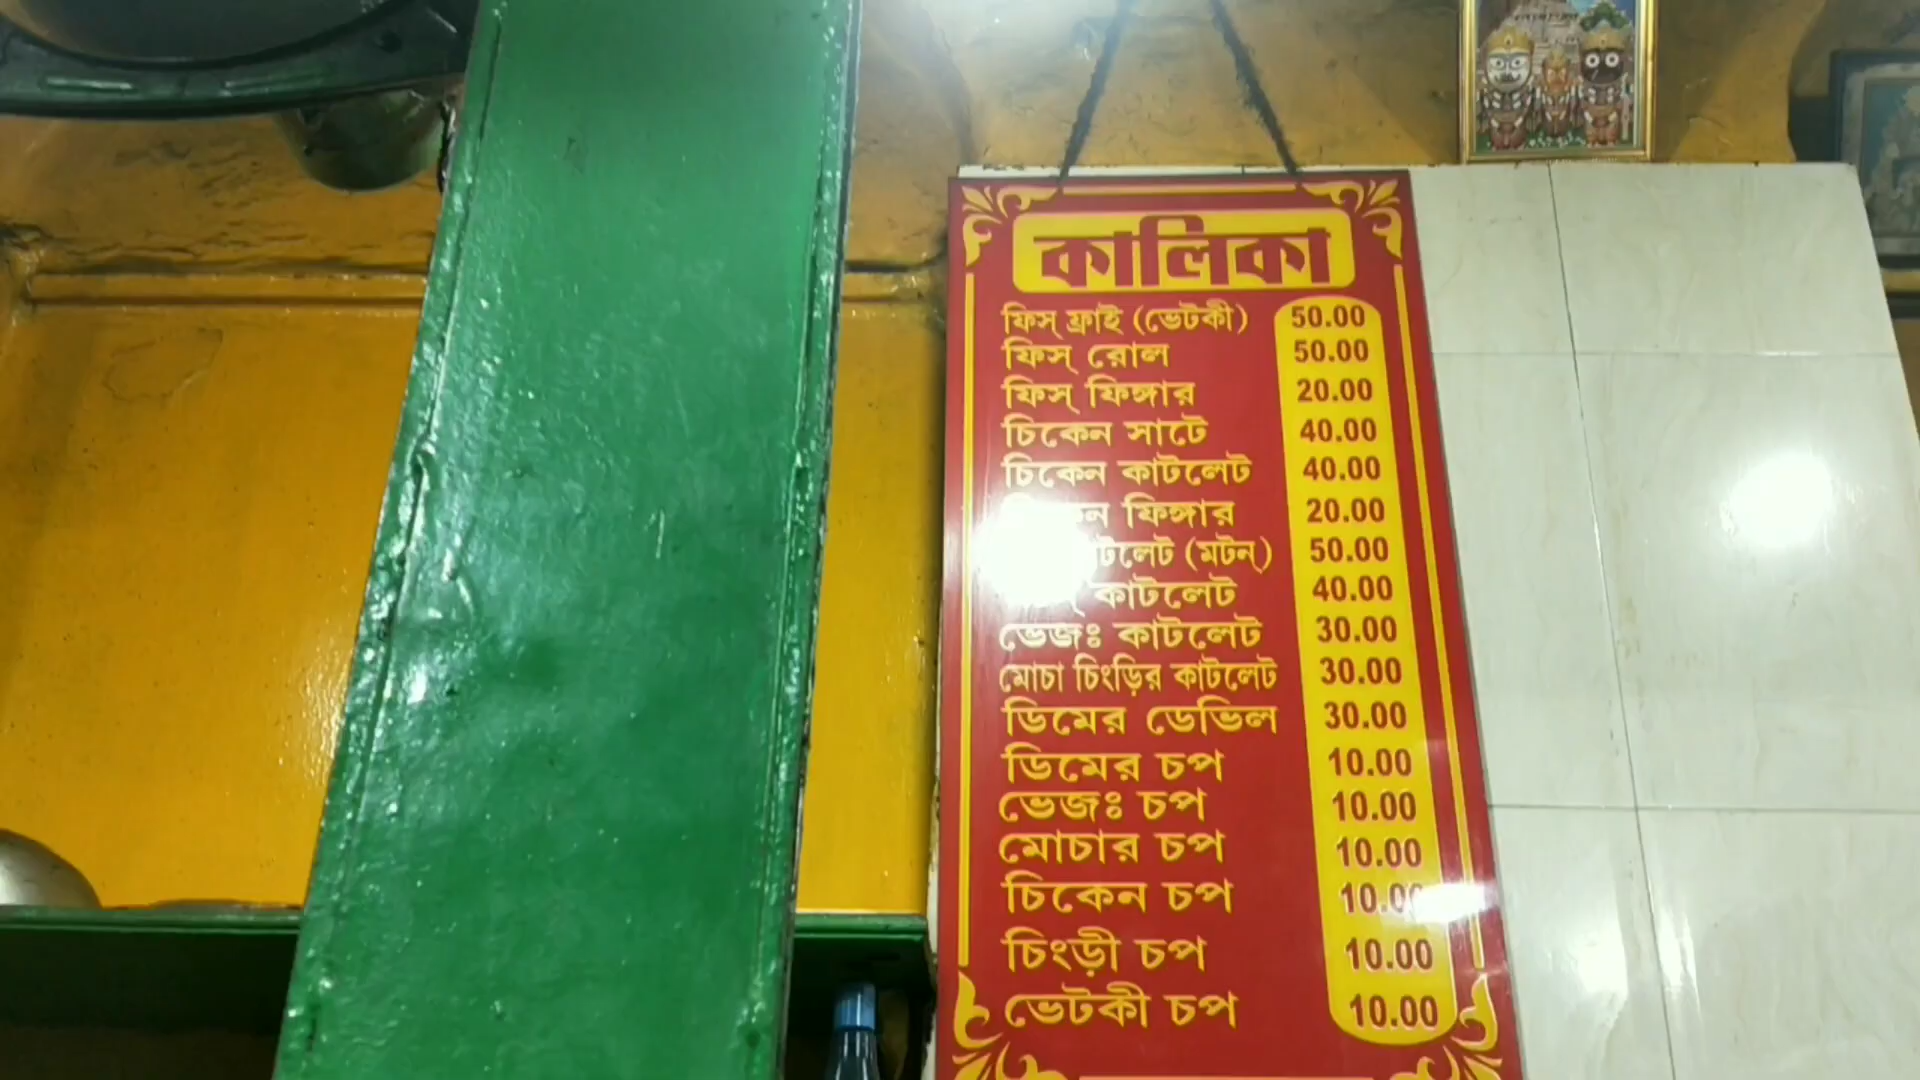 কালিকা
ফিস্ ফ্রাই (ভেটকী) 50.00
ফিস্ রোল 50.00
ফিস্ ফিঙ্গার 20.00
চিকেন সাটে 40.00
চিকেন কাটলেট 40.00
ফিঙ্গার 20.00
(মটন্) 50.00
কাটলেট 40.00
ভেজঃ কাটলেট 30.00
মোচা চিংড়ির কাটলেট 30.00
ডিমের ডেভিল 30.00
ডিমের চপ 10.00
ভেজঃ চপ 10.00
মোচার চপ 10.00
চিকেন চপ 10.00
চিংড়ী চপ 10.00
ভেটকী চপ 10.00